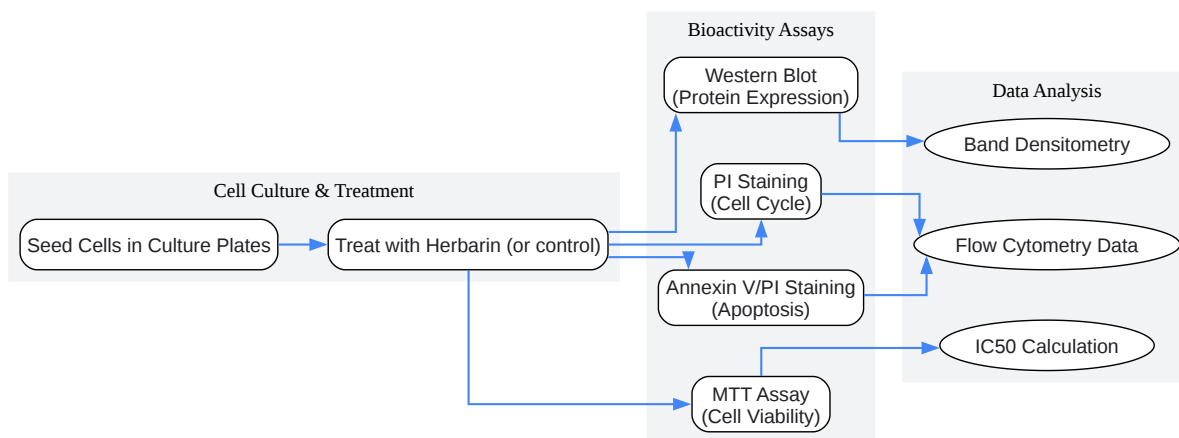 Cell Culture & Treatment
Seed Cells in Culture Plates
Treat with Herbarin (or control)
Bioactivity Assays
Western Blot
(Protein Expression)
PI Staining
(Cell Cycle)
Annexin V/PI Staining
(Apoptosis)
MTT Assay
(Cell Viability)
Data Analysis
Band Densitometry
Flow Cytometry Data
IC50 Calculation